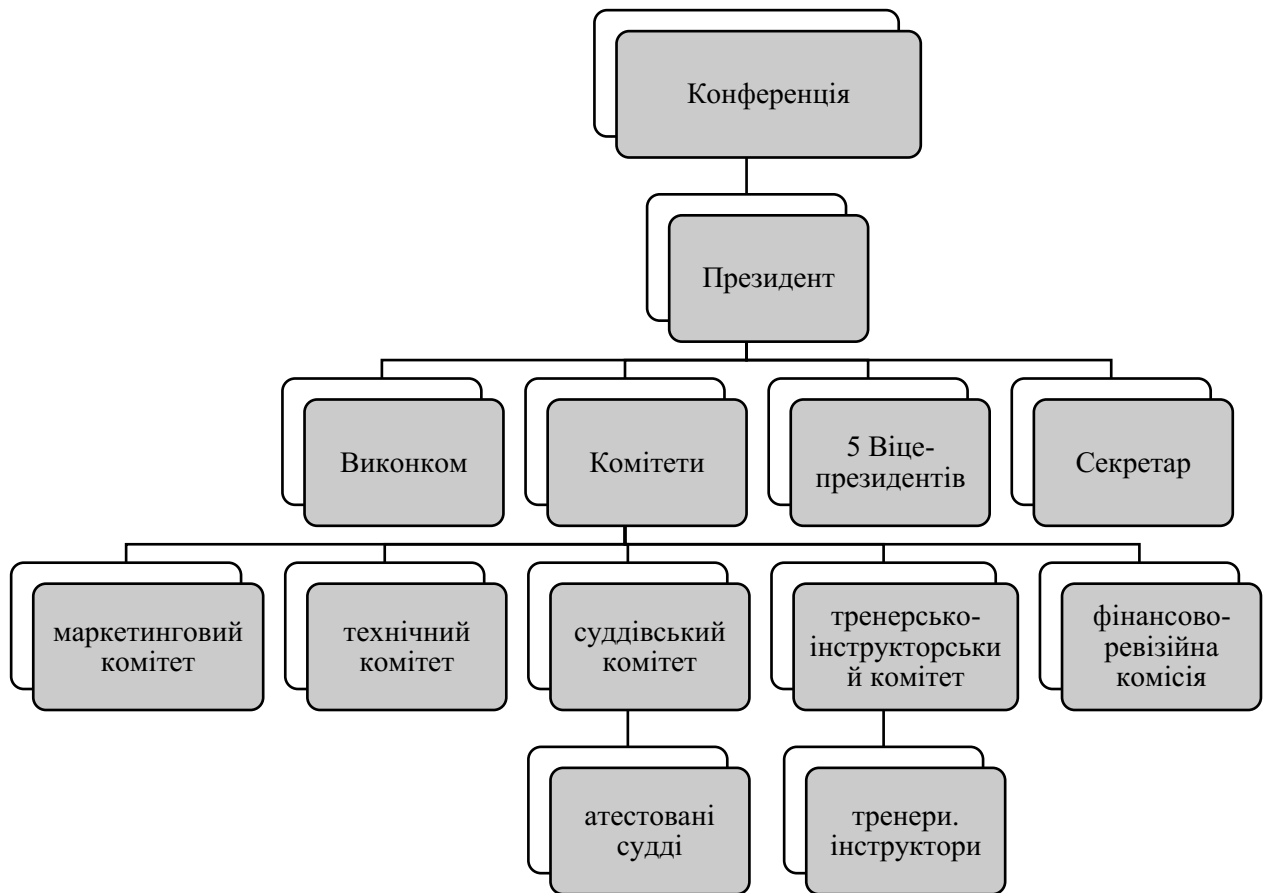 Конференція
Президент
Виконком
Комітети
5 Віце-
президентів
Секретар
маркетинговий
комітет
технічний
комітет
суддівський
комітет
тренерсько-
інструкторськи
й комітет
фінансово-
ревізійна
комісія
атестовані
судді
тренери.
інструктори